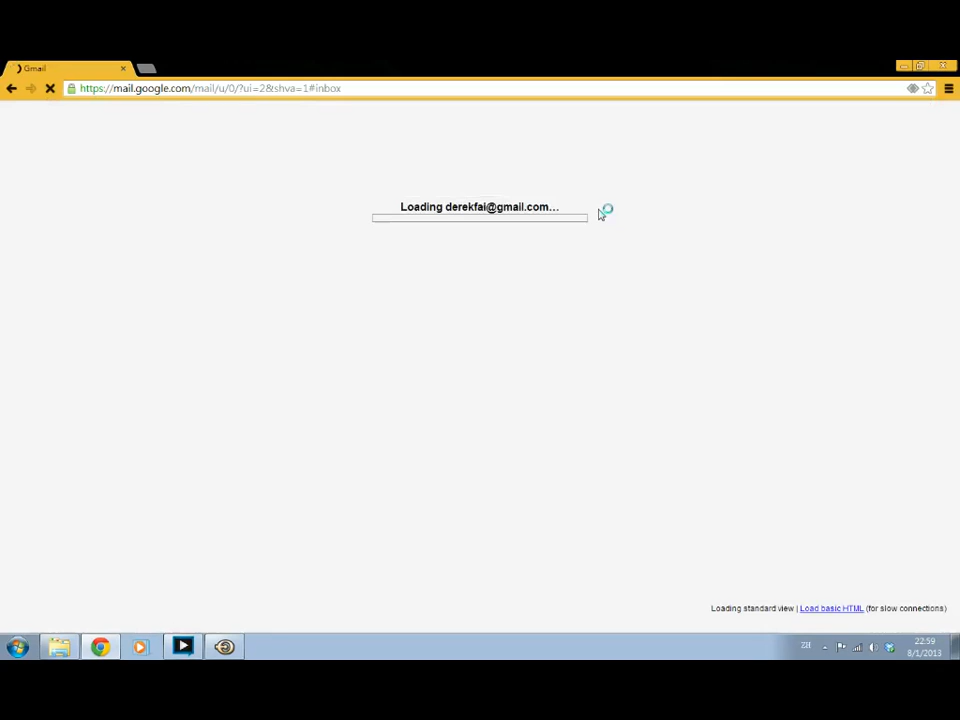 Gmail
https://mail.google.com/mail/u/0/?ui=2&shva=1#inbox
Loading derekfai@gmail.com...
Loading standard view | Load basic HTML (for slow connections)
ZH
22:59
8/1/2013